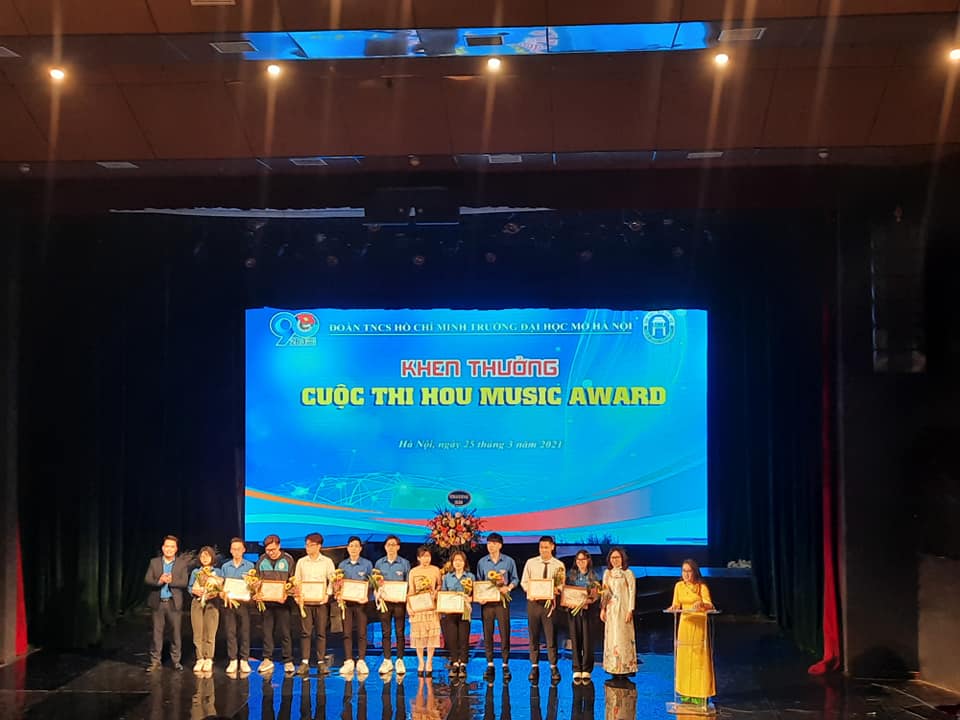 ĐOÀN TNCS HỒ CHÍ MINH TRƯỜNG ĐẠI HỌC MỞ HÀ NỘI
KHEN THƯỞNG
CUỘC THI HOU MUSIC AWARD
Hà Nội, ngày 25 tháng 3 năm 2021